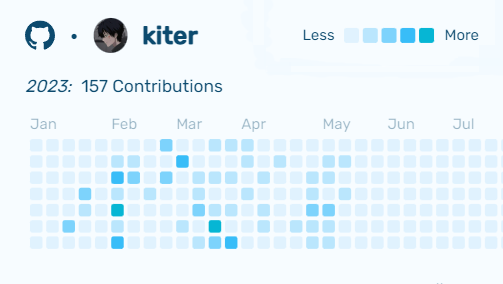 • kiter
Less More
2023: 157 Contributions
Jan Feb Mar Apr May Jun Jul